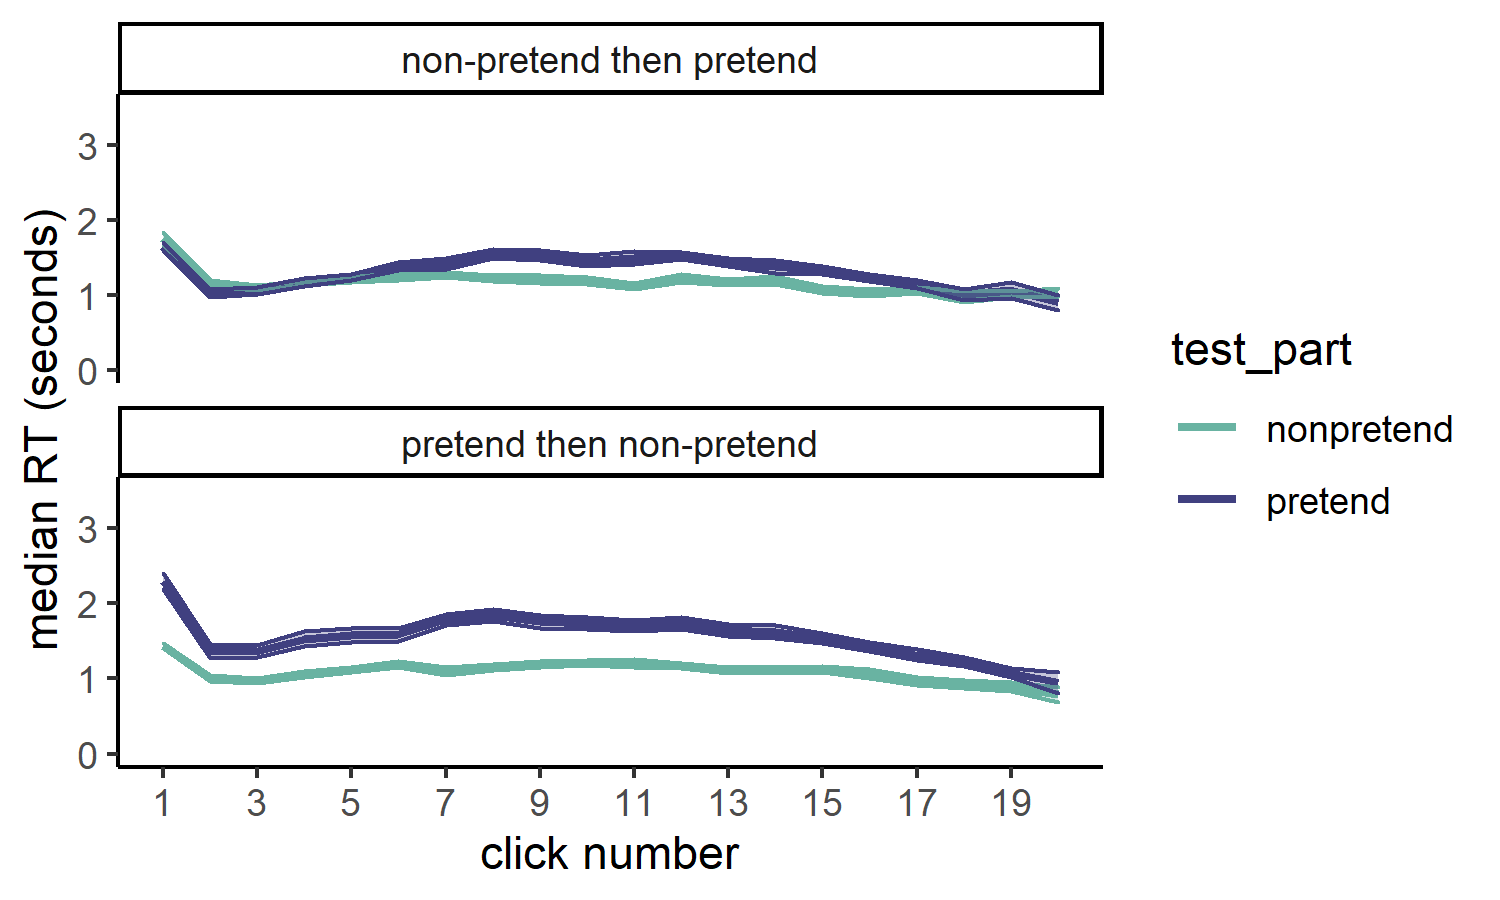 non-pretend then pretend
3
2
1
0
pretend then non-pretend
3
2
1
0
1 3 5 7 9 11 13 15 17 19
click number
median RT (seconds)
test_part
nonpretend
pretend